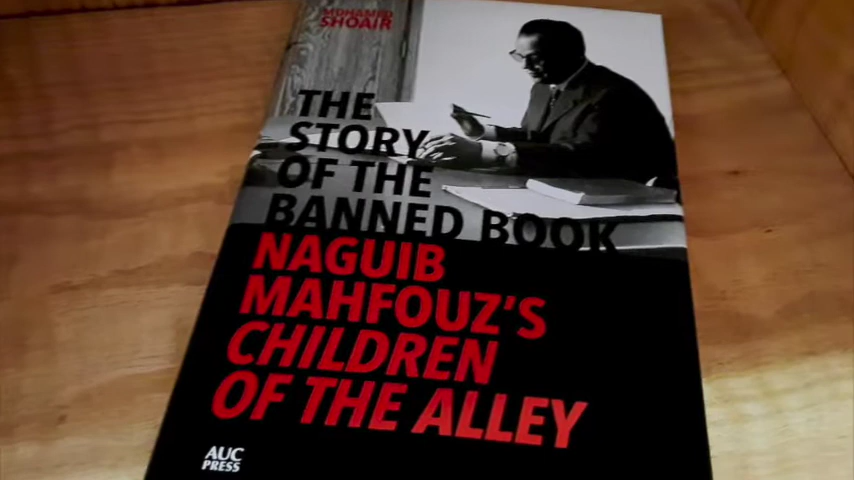 MOHAMED
SHOAIR
THE
STORY
OF THE
BANNED BOOK
NAGUIB
MAHFOUZ'S
CHILDREN
OF THE ALLEY
AUC
PRESS